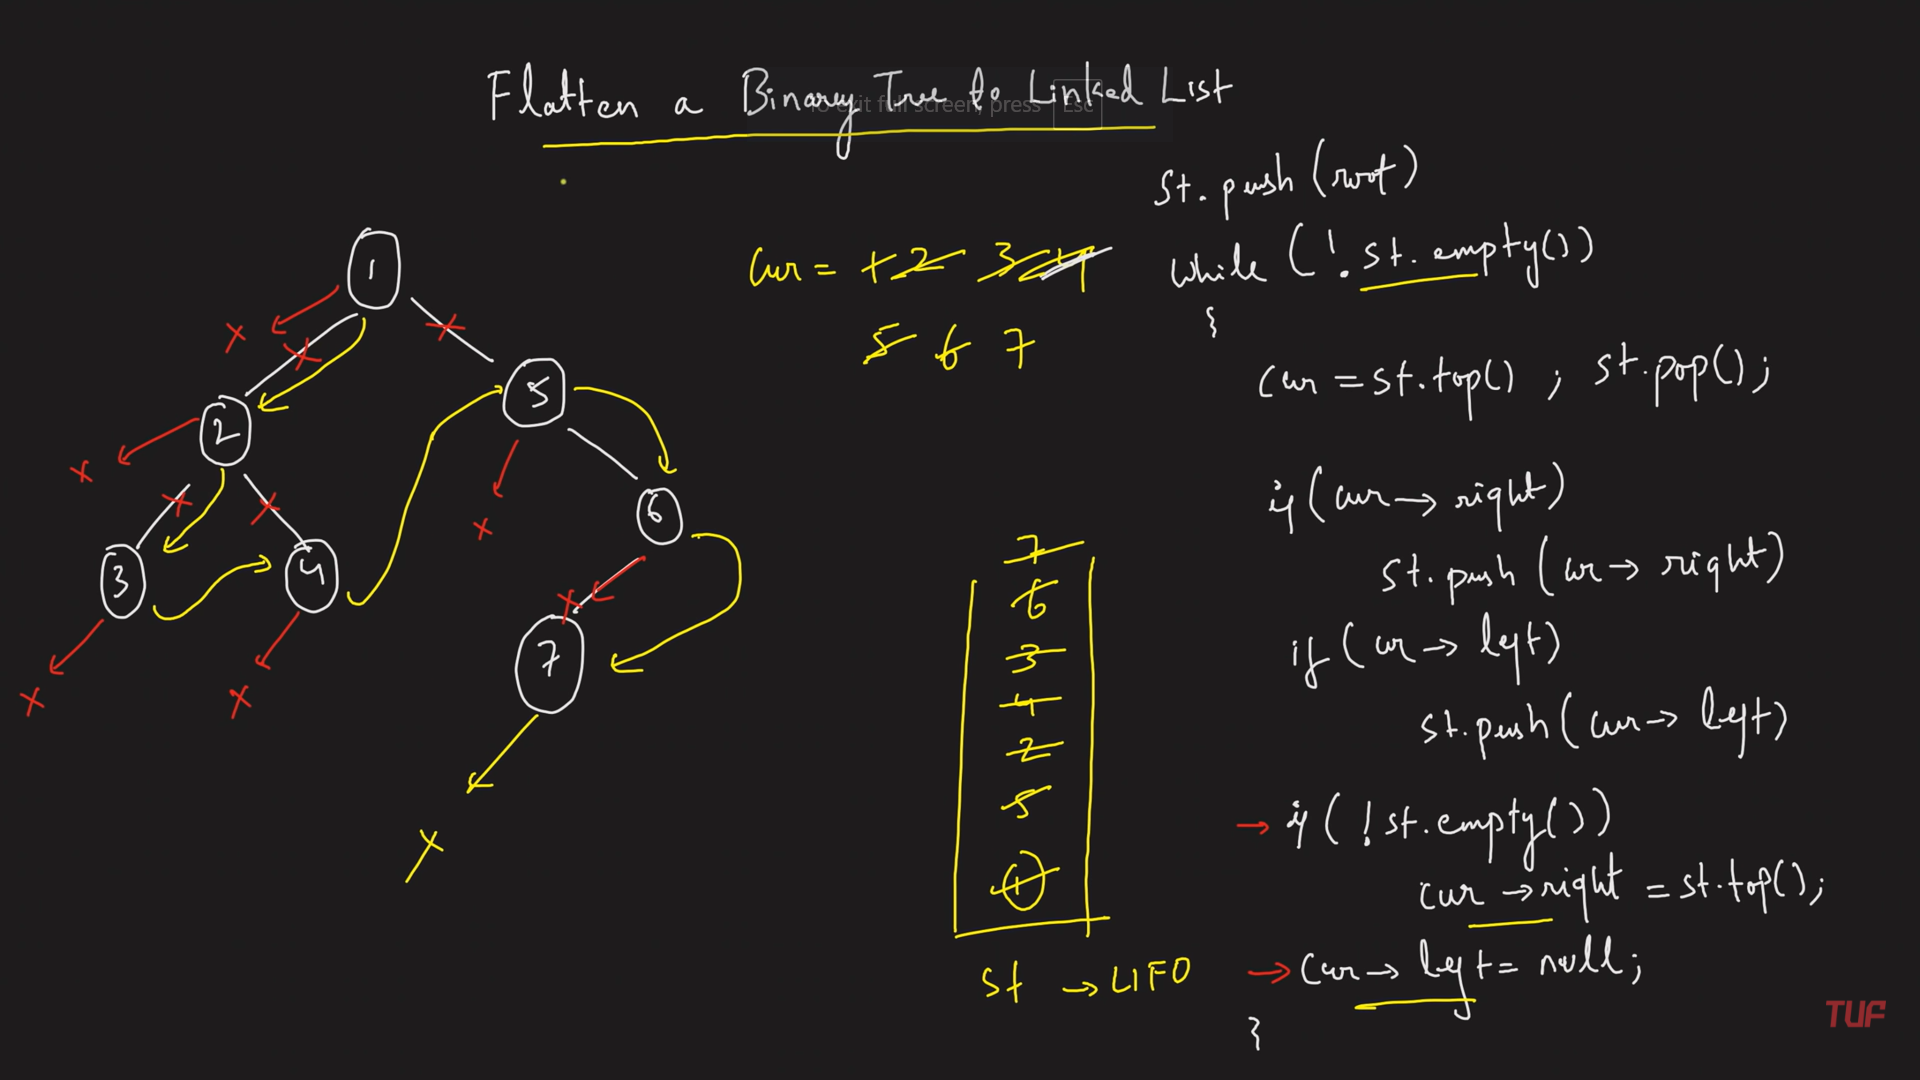 Flatten a Binary Tree to Linked List
To exit full screen, press Esc
st. push (root)
while (!st. empty())
{
cur = st.top() ; st.pop();
if (cur → right)
st. push (cur → right)
if (cur → left)
st. push (cur → left)
→ if (! st. empty())
cur → right = st.top();
→ cur → left = null;
}
cur = 1 2 3 4
5 6 7
1
x
x
x
2
5
x
x
x
x
6
3
4
x
7
x
x
x
7
6
3
4
2
5
1
st → LIFO
TUF